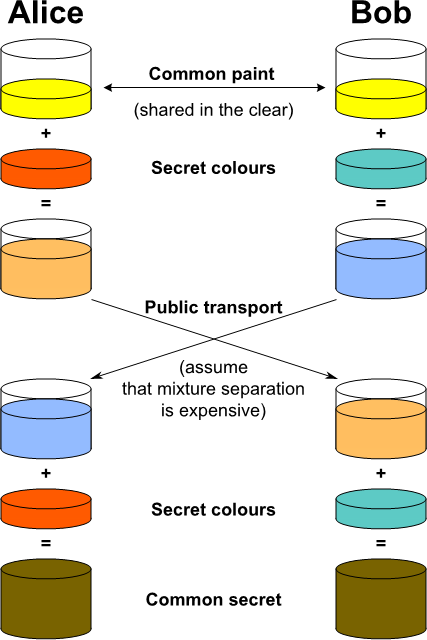 Alice Bob
Common paint
(shared in the clear)
+ +
Secret colours
= =
Public transport
(assume
that mixture separation
is expensive)
+ +
Secret colours
= =
Common secret